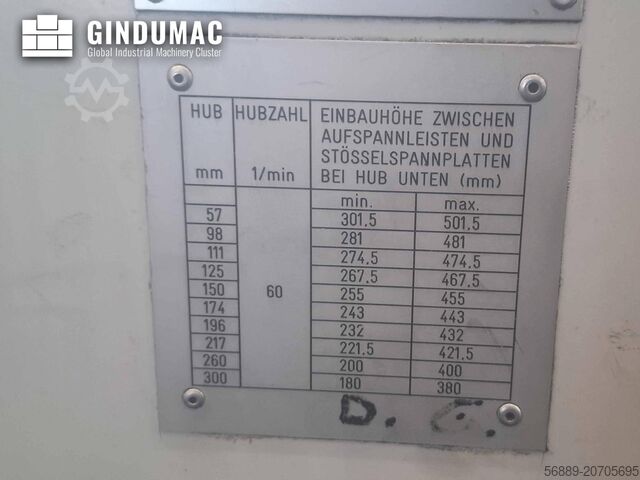 GINDUMAC
Global Industrial Machinery Cluster
HUB HUBZAHL EINBAUHÖHE ZWISCHEN
AUFSPANNLEISTEN UND
STÖSSELSPANNPLATTEN
mm 1/min BEI HUB UNTEN (mm)
min. max.
57 301.5 501.5
98 281 481
111 274.5 474.5
125 267.5 467.5
150 60 255 455
174 243 443
196 232 432
217 221.5 421.5
260 200 400
300 180 380
56889-20705695